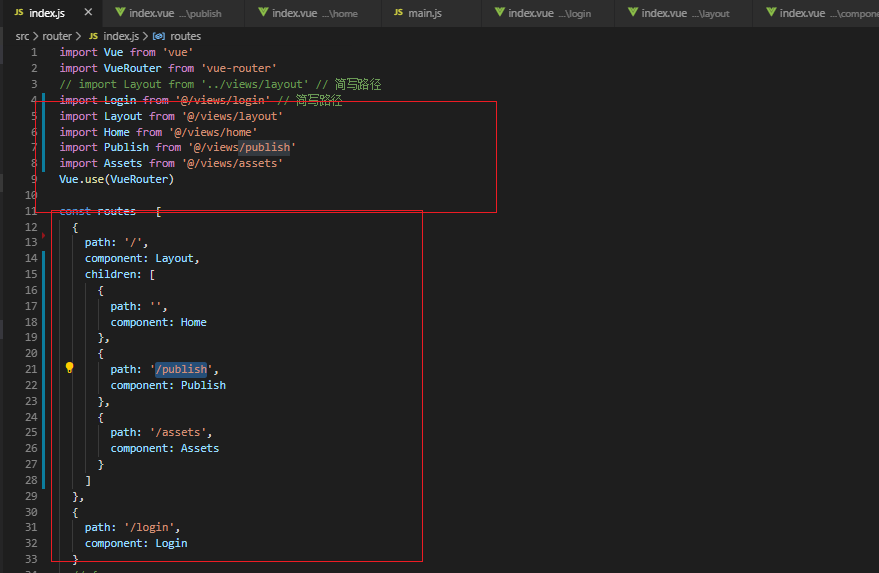 JS index.js × index.vue ...\publish index.vue ...\home JS main.js index.vue ...\login index.vue ...\layout index.vue ...\compone
src > router > JS index.js > routes
1 import Vue from 'vue'
2 import VueRouter from 'vue-router'
3 // import Layout from '../views/layout' // 简写路径
4 import Login from '@/views/login' // 简写路径
5 import Layout from '@/views/layout'
6 import Home from '@/views/home'
7 import Publish from '@/views/publish'
8 import Assets from '@/views/assets'
9 Vue.use(VueRouter)
10
11 const routes = [
12 {
13 path: '/',
14 component: Layout,
15 children: [
16 {
17 path: '',
18 component: Home
19 },
20 {
21 path: '/publish',
22 component: Publish
23 },
24 {
25 path: '/assets',
26 component: Assets
27 }
28 ]
29 },
30 {
31 path: '/login',
32 component: Login
33 }